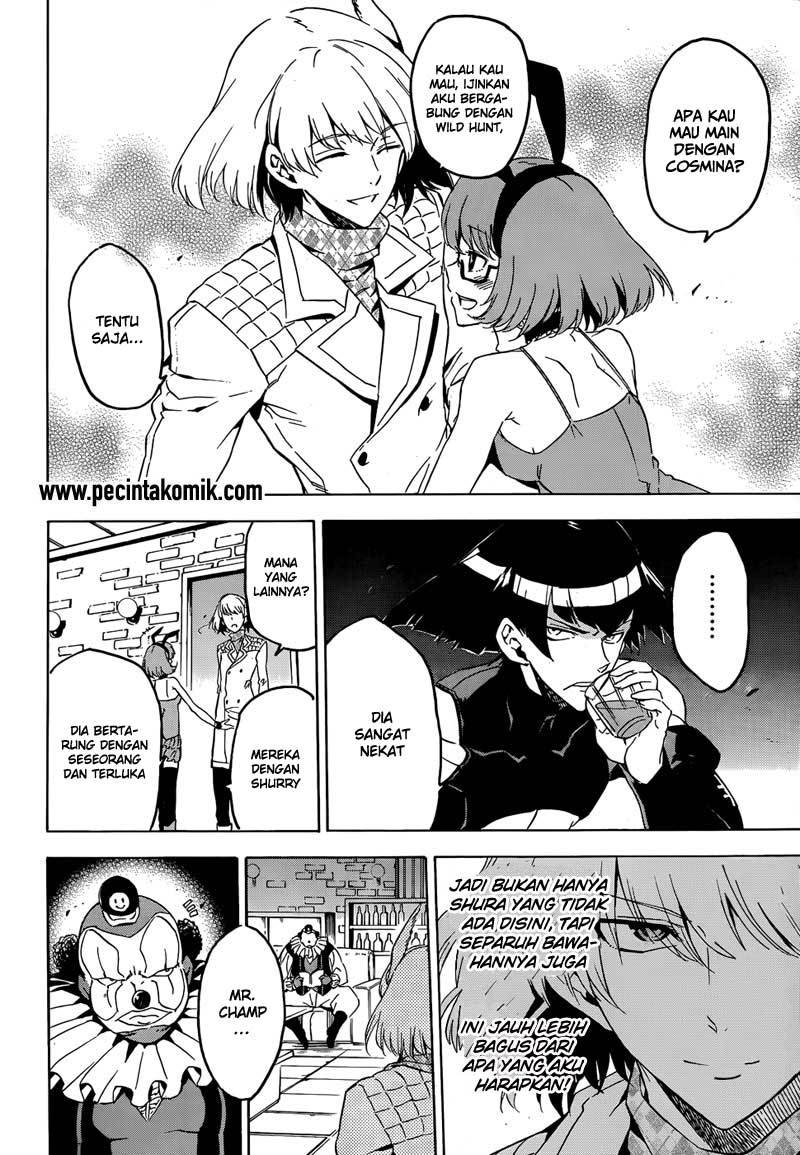 KALAU KAU
MAU, IJINKAN
AKU BERGA-
BUNG DENGAN
WILD HUNT,
APA KAU
MAU MAIN
DENGAN
COSMINA?
TENTU
SAJA...
www.pecintakomik.com
MANA
YANG
LAINNYA?
DIA BERTA-
RUNG DENGAN
SESEORANG
DAN TERLUKA
MEREKA
DENGAN
SHURRY
........
DIA
SANGAT
NEKAT
MR.
CHAMP
...
JADI BUKAN HANYA
SHURA YANG TIDAK
ADA DISINI, TAPI
SEPARUH BAWA-
HANNYA JUGA
INI JAUH LEBIH
BAGUS DARI
APA YANG AKU
HARAPKAN!